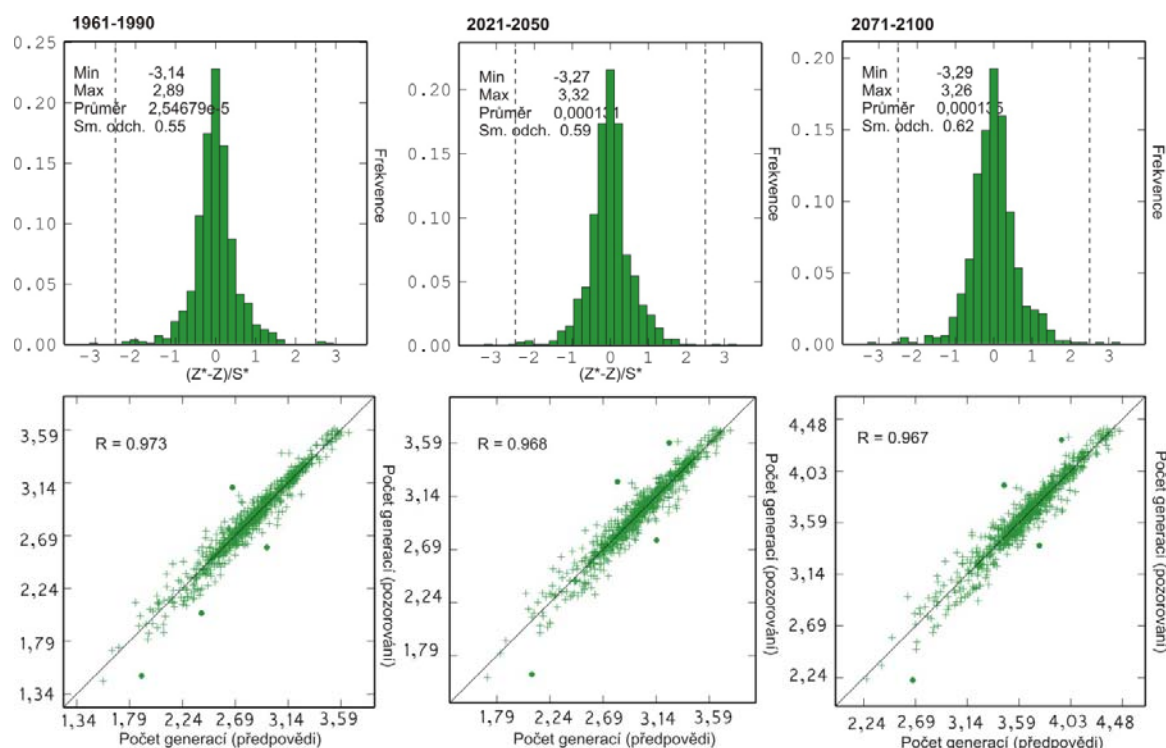 1961-1990
0.25
0.20
0.15
0.10
0.05
0.00
Min -3,14
Max 2,89
Průměr 2,54679e-5
Sm. odch. 0.55
Frekvence
-3 -2 -1 0 1 2 3
(Z*-Z)/S*
2021-2050
0.20
0.15
0.10
0.05
0.00
Min -3,27
Max 3,32
Průměr 0,000131
Sm. odch. 0.59
Frekvence
-3 -2 -1 0 1 2 3
(Z*-Z)/S*
2071-2100
0.20
0.15
0.10
0.05
0.00
Min -3,29
Max 3,26
Průměr 0,000135
Sm. odch. 0.62
Frekvence
-3 -2 -1 0 1 2 3
3,59
3,14
2,69
2,24
1,79
1,34
R = 0.973
Počet generací (pozorování)
1,34 1,79 2,24 2,69 3,14 3,59
Počet generací (předpovědi)
3,59
3,14
2,69
2,24
1,79
R = 0.968
Počet generací (pozorování)
1,79 2,24 2,69 3,14 3,59
Počet generací (předpovědi)
4,48
4,03
3,59
3,14
2,69
2,24
R = 0.967
Počet generací (pozorování)
2,24 2,69 3,14 3,59 4,03 4,48
Počet generací (předpovědi)